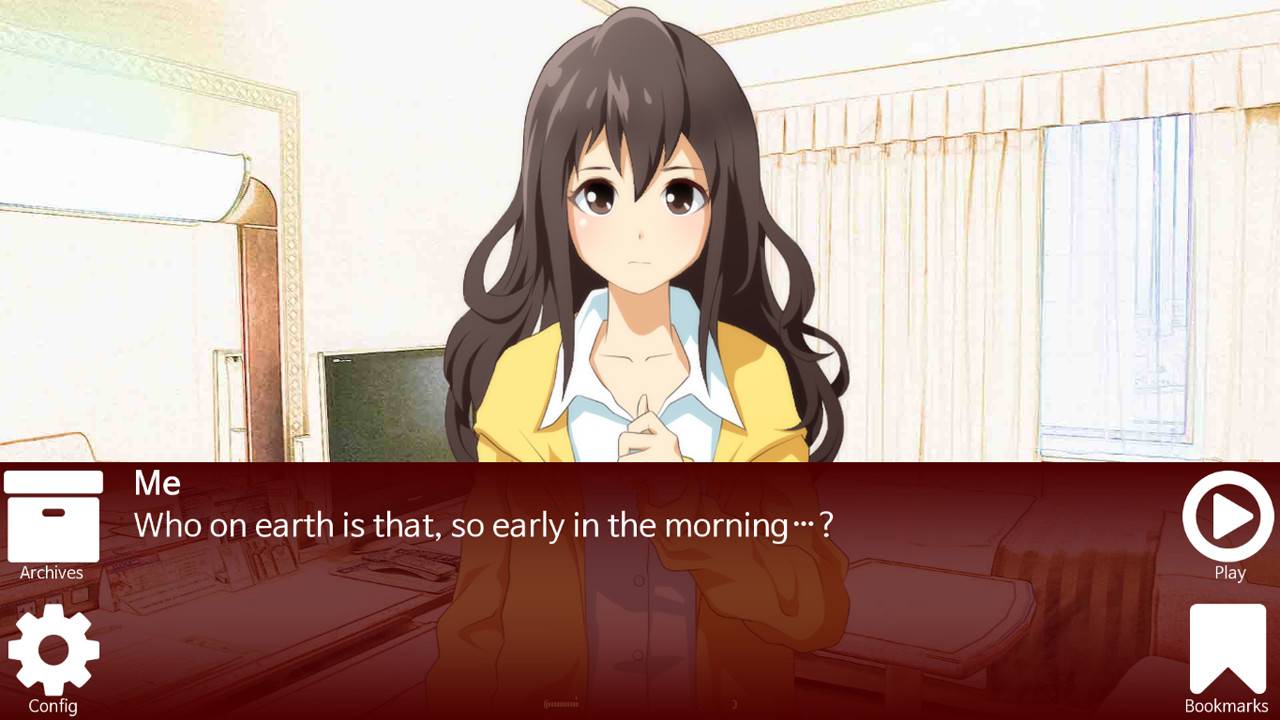 Me
Who on earth is that, so early in the morning…?
Archives
Play
Config
Bookmarks